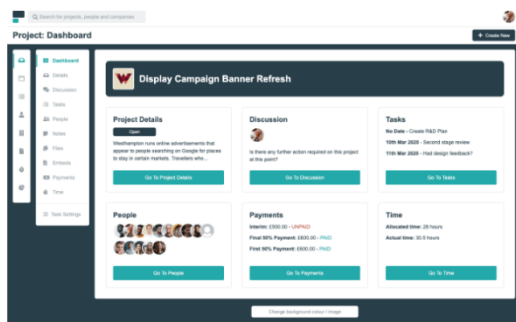 Search for projects, people and companies
Project: Dashboard
+ Create New
Dashboard
Details
Discussion
Tasks
People
Notes
Files
Embeds
Payments
Time
Task Settings
Display Campaign Banner Refresh
Project Details
Open
Westhampton runs online advertisements that
appear to people searching on Google for places
to stay in certain markets. Travellers who...
Go To Project Details
Discussion
Is there any further action required on this project
at this point?
Go To Discussion
Tasks
No Date - Create R&D Plan
10th Mar 2020 - Second stage review
11th Mar 2020 - Had design feedback?
Go To Tasks
People
Go To People
Payments
Interim: £500.00 - UNPAID
Final 50% Payment: £600.00 - PAID
First 50% Payment: £600.00 - PAID
Go To Payments
Time
Allocated time: 28 hours
Actual time: 30.9 hours
Go To Time
Change background colour / image